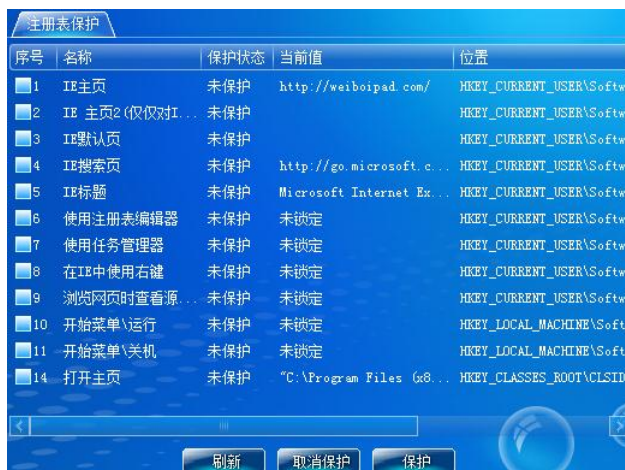 注册表保护
序号 名称 保护状态 当前值 位置
1 IE主页 未保护 http://weiboipad.com/ HKEY_CURRENT_USER\Softw
2 IE 主页2(仅仅对I... 未保护 HKEY_CURRENT_USER\Softw
3 IE默认页 未保护 HKEY_CURRENT_USER\Softw
4 IE搜索页 未保护 http://go.microsoft.c... HKEY_CURRENT_USER\Softw
5 IE标题 未保护 Microsoft Internet Ex... HKEY_CURRENT_USER\Softw
6 使用注册表编辑器 未保护 未锁定 HKEY_CURRENT_USER\Softw
7 使用任务管理器 未保护 未锁定 HKEY_CURRENT_USER\Softw
8 在IE中使用右键 未保护 未锁定 HKEY_CURRENT_USER\Softw
9 浏览网页时查看源... 未保护 未锁定 HKEY_CURRENT_USER\Softw
10 开始菜单\运行 未保护 未锁定 HKEY_LOCAL_MACHINE\Soft
11 开始菜单\关机 未保护 未锁定 HKEY_LOCAL_MACHINE\Soft
14 打开主页 未保护 "C:\Program Files (x8... HKEY_CLASSES_ROOT\CLSID
刷新 取消保护 保护